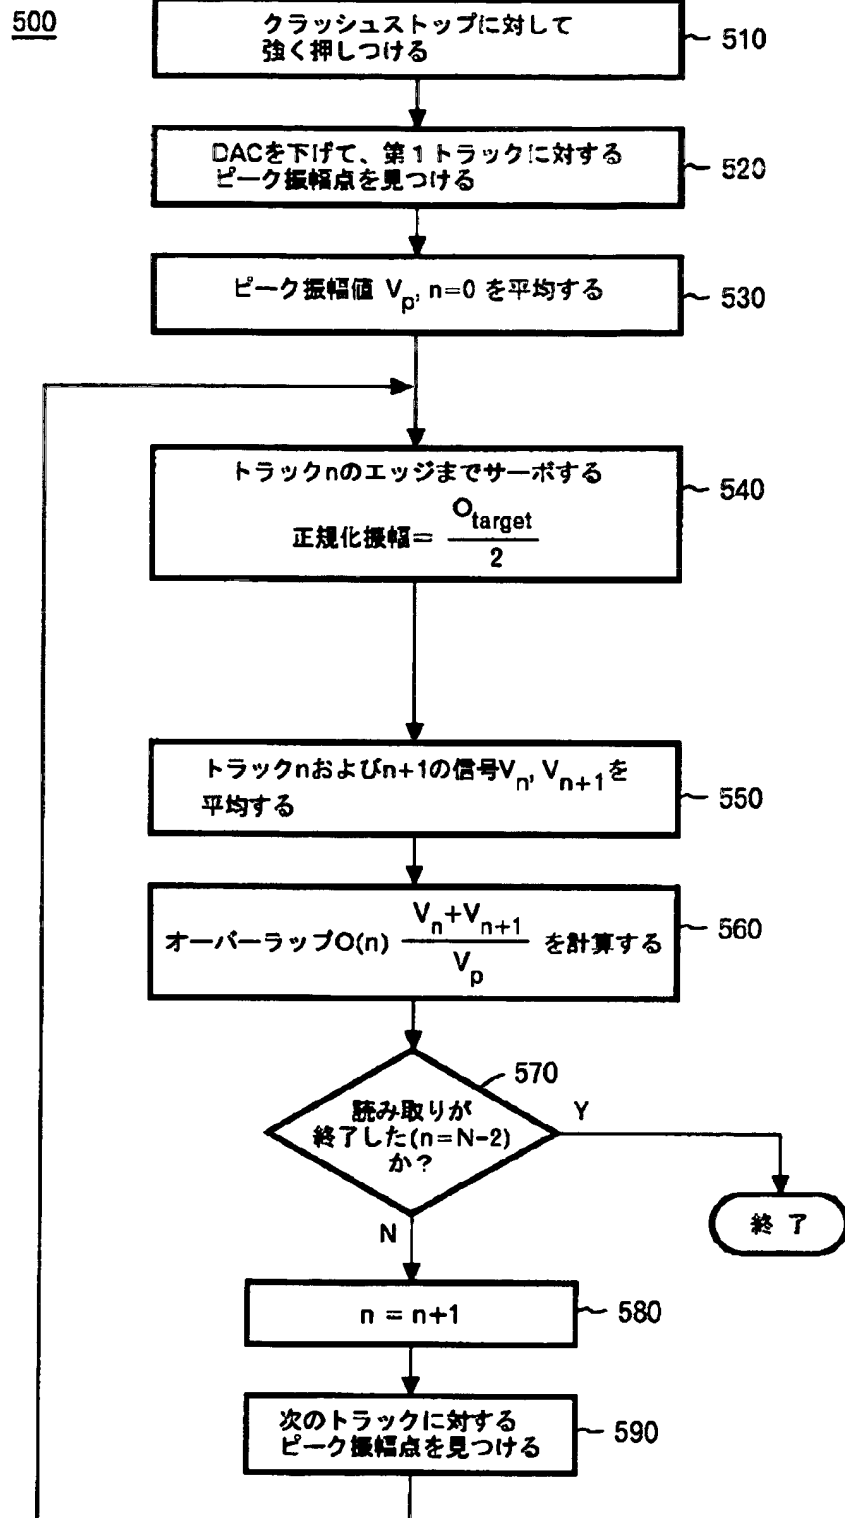 500
クラッシュストップに対して
強く押しつける
510
DACを下げて、第1トラックに対する
ピーク振幅点を見つける
520
ピーク振幅値 Vp, n=0 を平均する
530
トラックnのエッジまでサーボする
正規化振幅= Otarget/2
540
トラックnおよびn+1の信号Vn, Vn+1を
平均する
550
オーバーラップO(n) Vn+Vn+1/Vp を計算する
560
570
読み取りが
終了した(n=N-2)
か?
Y
終了
N
n = n+1
580
次のトラックに対する
ピーク振幅点を見つける
590